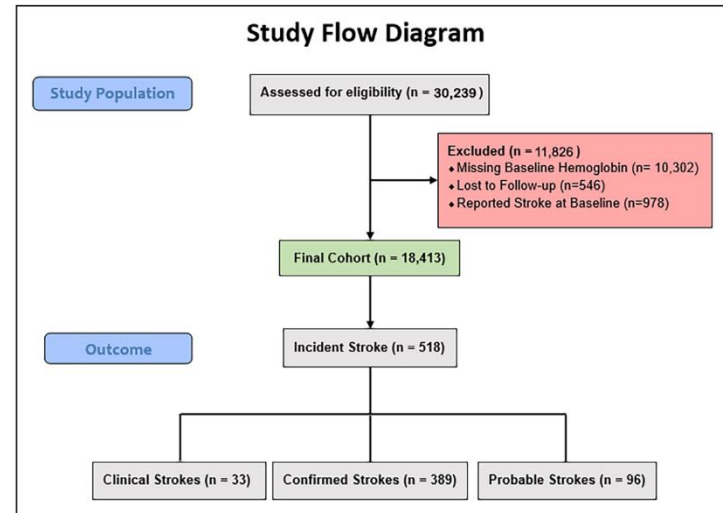 Study Flow Diagram
Study Population
Assessed for eligibility (n = 30,239)
Excluded (n = 11,826)
◆Missing Baseline Hemoglobin (n= 10,302)
◆Lost to Follow-up (n=546)
◆Reported Stroke at Baseline (n=978)
Final Cohort (n = 18,413)
Outcome
Incident Stroke (n = 518)
Clinical Strokes (n = 33)
Confirmed Strokes (n = 389)
Probable Strokes (n = 96)